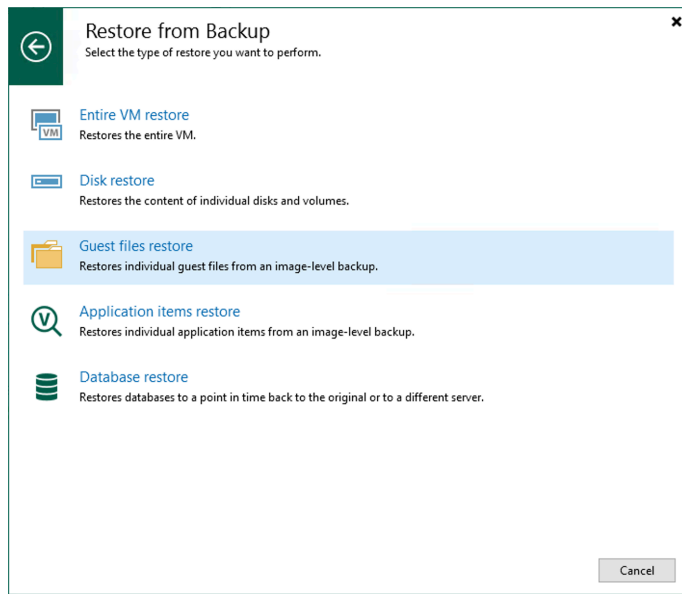 Restore from Backup
Select the type of restore you want to perform.
Entire VM restore
VM
Restores the entire VM.
Disk restore
Restores the content of individual disks and volumes.
Guest files restore
Restores individual guest files from an image-level backup.
Application items restore
V
Restores individual application items from an image-level backup.
Database restore
Restores databases to a point in time back to the original or to a different server.
Cancel